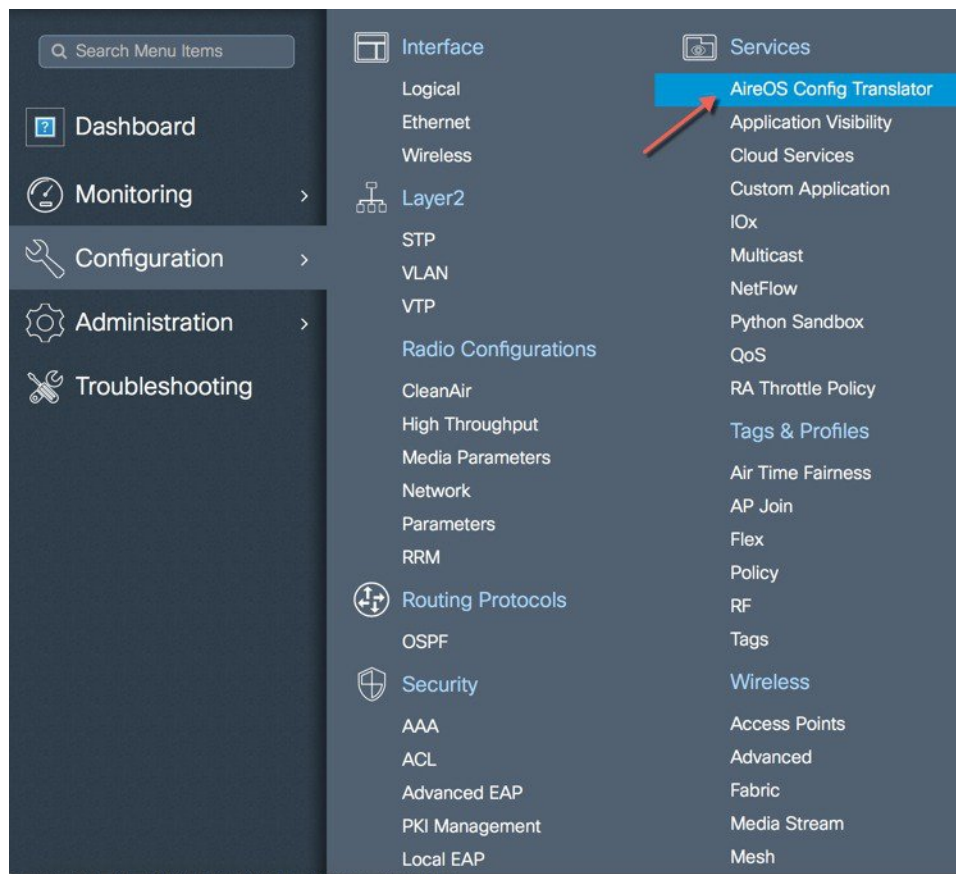 Search Menu Items
Dashboard
Monitoring
Configuration
Administration
Troubleshooting
Interface
Logical
Ethernet
Wireless
Layer2
STP
VLAN
VTP
Radio Configurations
CleanAir
High Throughput
Media Parameters
Network
Parameters
RRM
Routing Protocols
OSPF
Security
AAA
ACL
Advanced EAP
PKI Management
Local EAP
Services
AireOS Config Translator
Application Visibility
Cloud Services
Custom Application
IOx
Multicast
NetFlow
Python Sandbox
QoS
RA Throttle Policy
Tags & Profiles
Air Time Fairness
AP Join
Flex
Policy
RF
Tags
Wireless
Access Points
Advanced
Fabric
Media Stream
Mesh